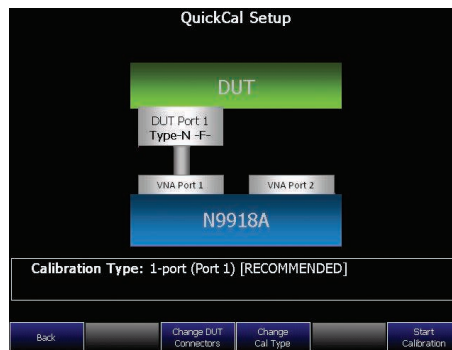 QuickCal Setup
DUT
DUT Port 1
Type-N -F-
VNA Port 1
VNA Port 2
N9918A
Calibration Type: 1-port (Port 1) [RECOMMENDED]
Back
Change DUT
Connectors
Change
Cal Type
Start
Calibration